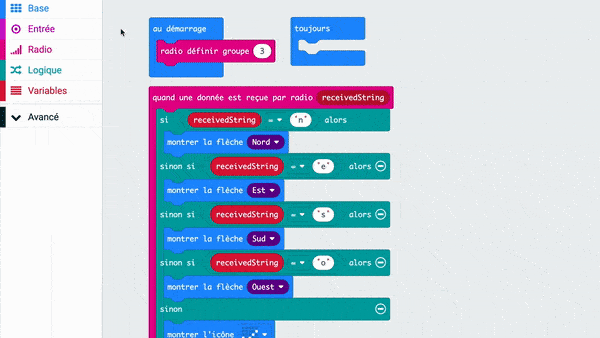 Base
Entrée
Radio
Logique
Variables
Avancé
au démarrage
radio définir groupe 3
toujours
quand une donnée est reçue par radio receivedString
si receivedString = "n" alors
montrer la flèche Nord
sinon si receivedString = "e" alors
montrer la flèche Est
sinon si receivedString = "s" alors
montrer la flèche Sud
sinon si receivedString = "o" alors
montrer la flèche Ouest
sinon
montrer l'icône